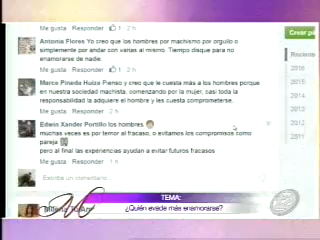 Me gusta Responder 1 2 h
Antonia Flores Yo creo que los hombres por machismo por orgullo o
simplemente por andar con varias al mismo. Tiempo disque para no
enamorarse de nadie
Me gusta Responder 1 2 h
Marco Pineda Huiza Pienso y creo que le cuesta más a los hombres porque
en nuestra sociedad machista, comenzando por la mujer, casi toda la
responsabilidad la adquiere el hombre y les cuesta comprometerse.
Me gusta Responder 2 h
Edwin Xander Portillo los hombres
muchas veces es por temor al fracaso, o evitamos los compromisos como
pareja
pero al final las experiencias ayudan a evitar futuros fracasos
Me gusta Responder 1 h
Escribe un comentario...
Crear pá
Reciente
2016
2015
2014
2013
2012
2011
TEMA:
¿Quién evade más enamorarse?